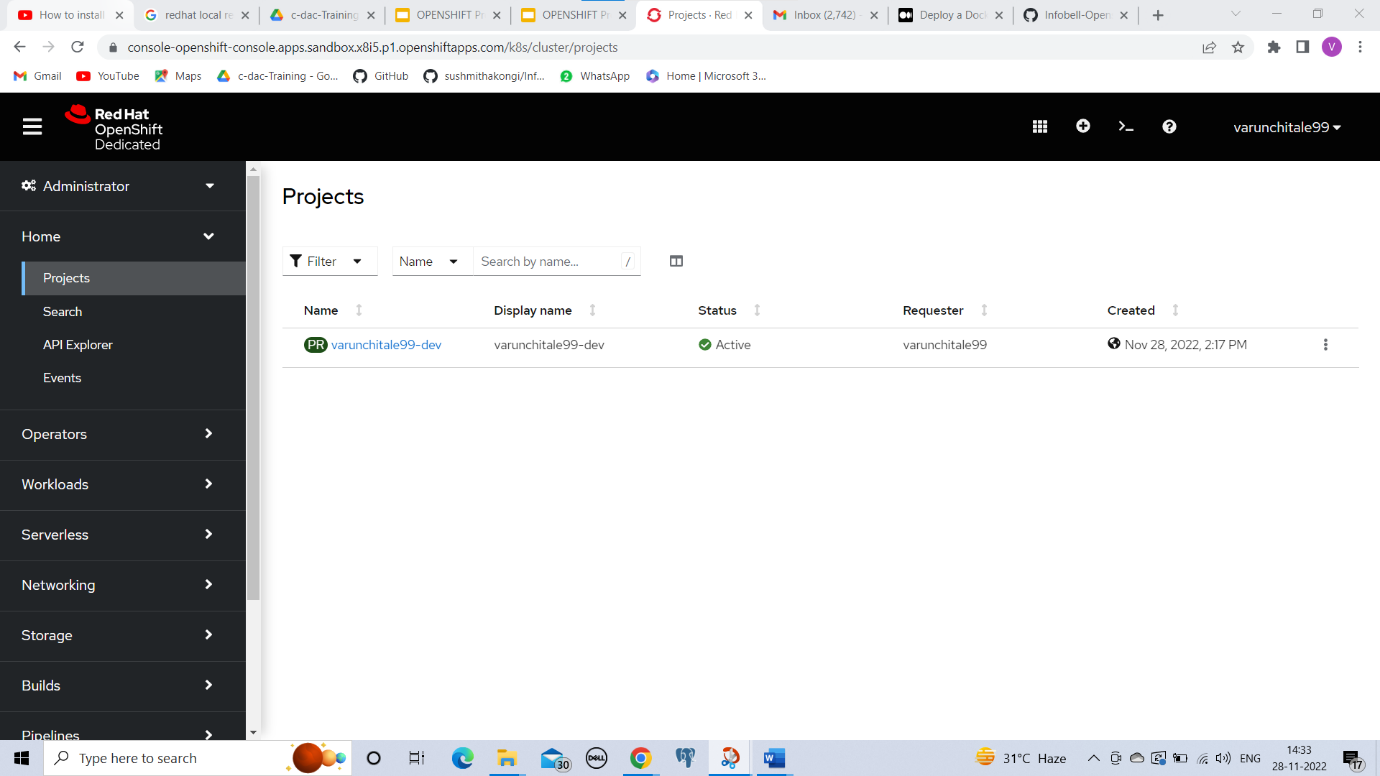 How to install
redhat local re
c-dac-Training
OPENSHIFT Pr
OPENSHIFT Pr
Projects · Red
Inbox (2,742) -
Deploy a Doc
Infobell-Open
console-openshift-console.apps.sandbox.x8i5.p1.openshiftapps.com/k8s/cluster/projects
V
Gmail
YouTube
Maps
c-dac-Training - Go...
GitHub
sushmithakongi/Inf...
2
WhatsApp
Home | Microsoft 3...
Red Hat
OpenShift
Dedicated
varunchitale99
Administrator
Home
Projects
Search
API Explorer
Events
Operators
Workloads
Serverless
Networking
Storage
Builds
Pipelines
Projects
Filter
Name
Search by name...
/
Name
Display name
Status
Requester
Created
PR varunchitale99-dev
varunchitale99-dev
Active
varunchitale99
Nov 28, 2022, 2:17 PM
Type here to search
30
DELL
W
31°C Haze
ENG
14:33
28-11-2022
17